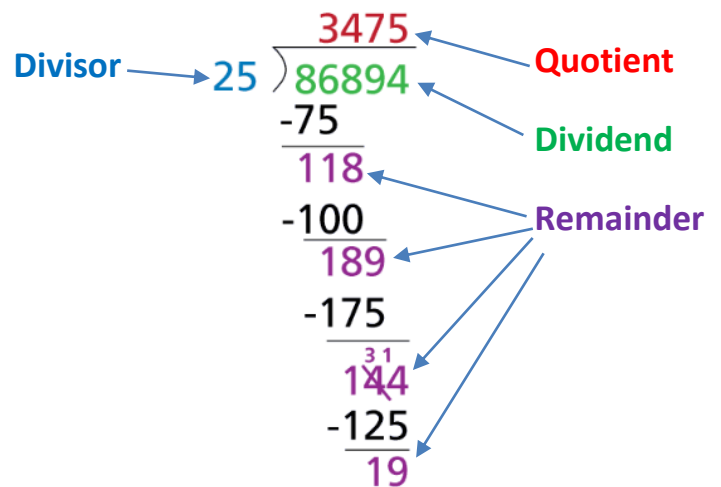 3475
Quotient
Divisor
25 ) 86894
Dividend
-75
118
Remainder
-100
189
-175
3 1
144
-125
19